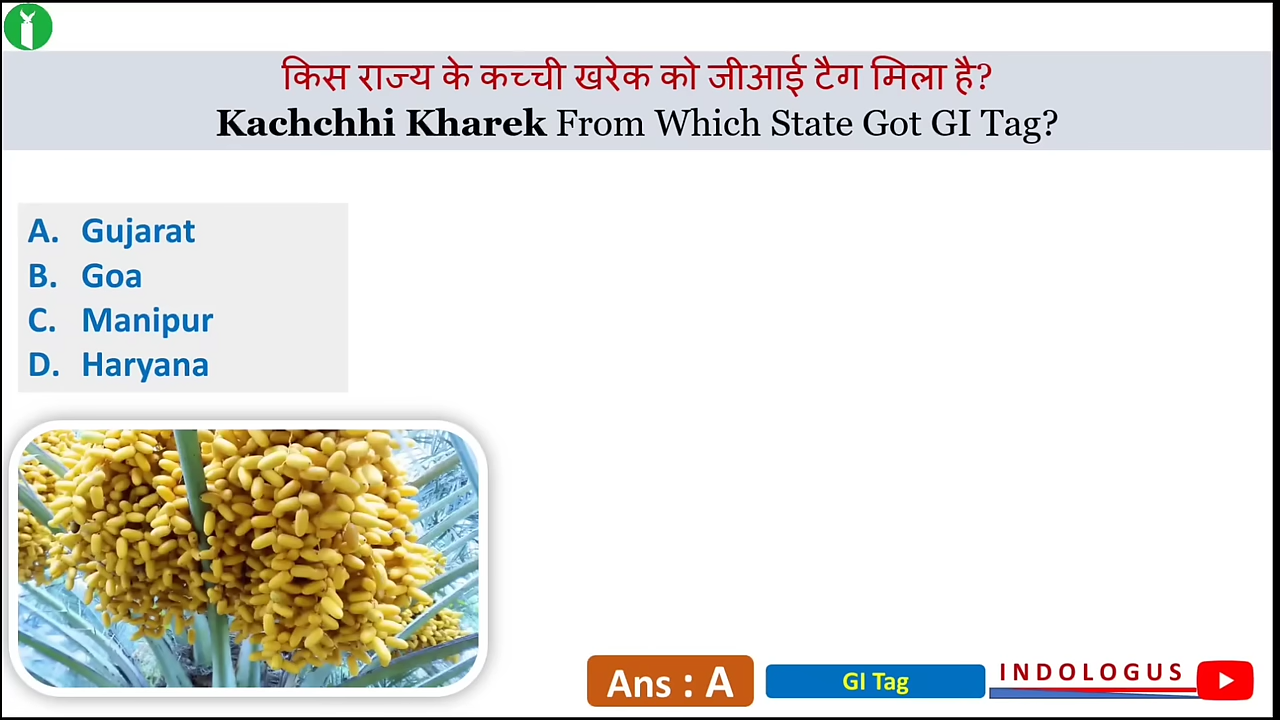 किस राज्य के कच्ची खरेक को जीआई टैग मिला है?
Kachchhi Kharek From Which State Got GI Tag?
A. Gujarat
B. Goa
C. Manipur
D. Haryana
Ans : A
GI Tag
INDOLOGUS